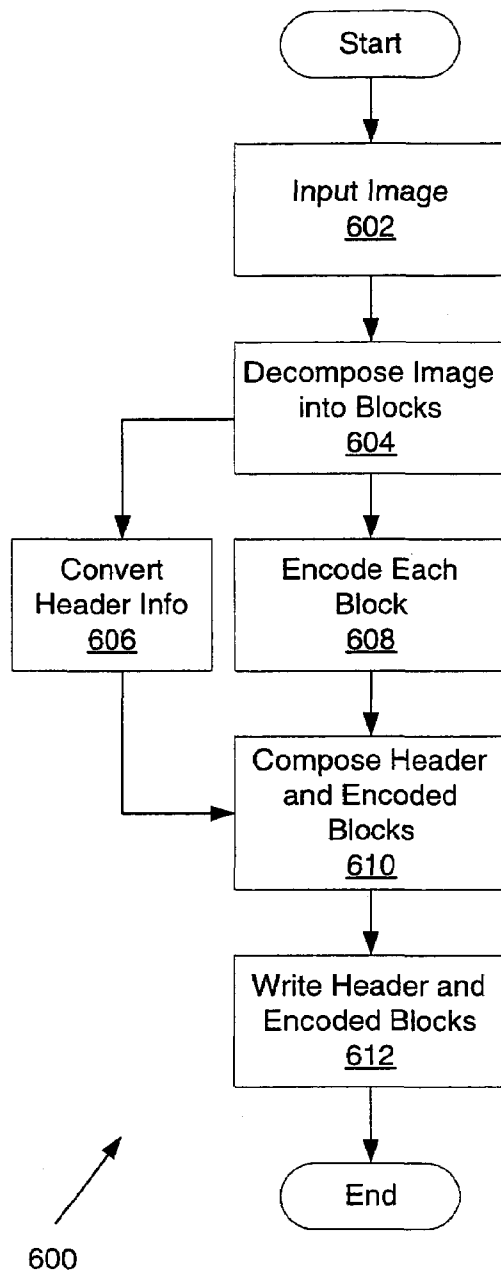 Start
Input Image
602
Decompose Image
into Blocks
604
Convert
Header Info
606
Encode Each
Block
608
Compose Header
and Encoded
Blocks
610
Write Header and
Encoded Blocks
612
End
600